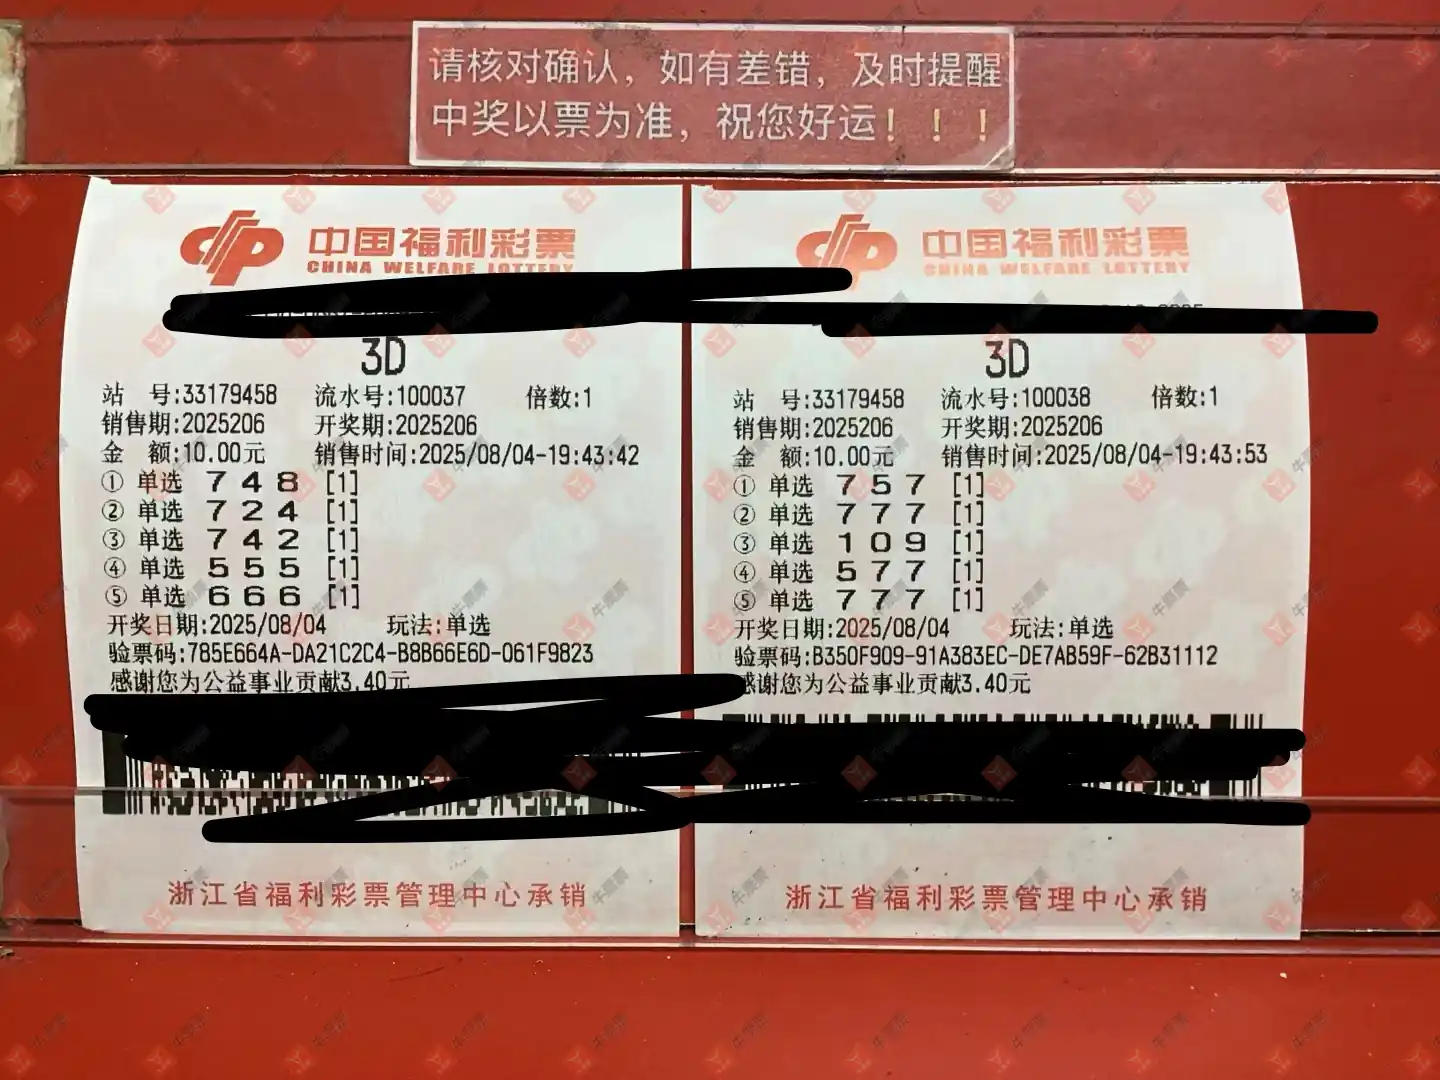 请核对确认，如有差错，及时提醒
中奖以票为准，祝您好运！！！
中国福利彩票
CHINA WELFARE LOTTERY
3D
站 号:33179458 流水号:100037 倍数:1
销售期:2025206 开奖期:2025206
金 额:10.00元 销售时间:2025/08/04-19:43:42
① 单选 7 4 8 [1]
② 单选 7 2 4 [1]
③ 单选 7 4 2 [1]
④ 单选 5 5 5 [1]
⑤ 单选 6 6 6 [1]
开奖日期:2025/08/04 玩法:单选
验票码:785E664A-DA21C2C4-B8B66E6D-061F9823
感谢您为公益事业贡献3.40元
浙江省福利彩票管理中心承销
中国福利彩票
CHINA WELFARE LOTTERY
3D
站 号:33179458 流水号:100038 倍数:1
销售期:2025206 开奖期:2025206
金 额:10.00元 销售时间:2025/08/04-19:43:53
① 单选 7 5 7 [1]
② 单选 7 7 7 [1]
③ 单选 1 0 9 [1]
④ 单选 5 7 7 [1]
⑤ 单选 7 7 7 [1]
开奖日期:2025/08/04 玩法:单选
验票码:B350F909-91A383EC-DE7AB59F-62B31112
感谢您为公益事业贡献3.40元
浙江省福利彩票管理中心承销